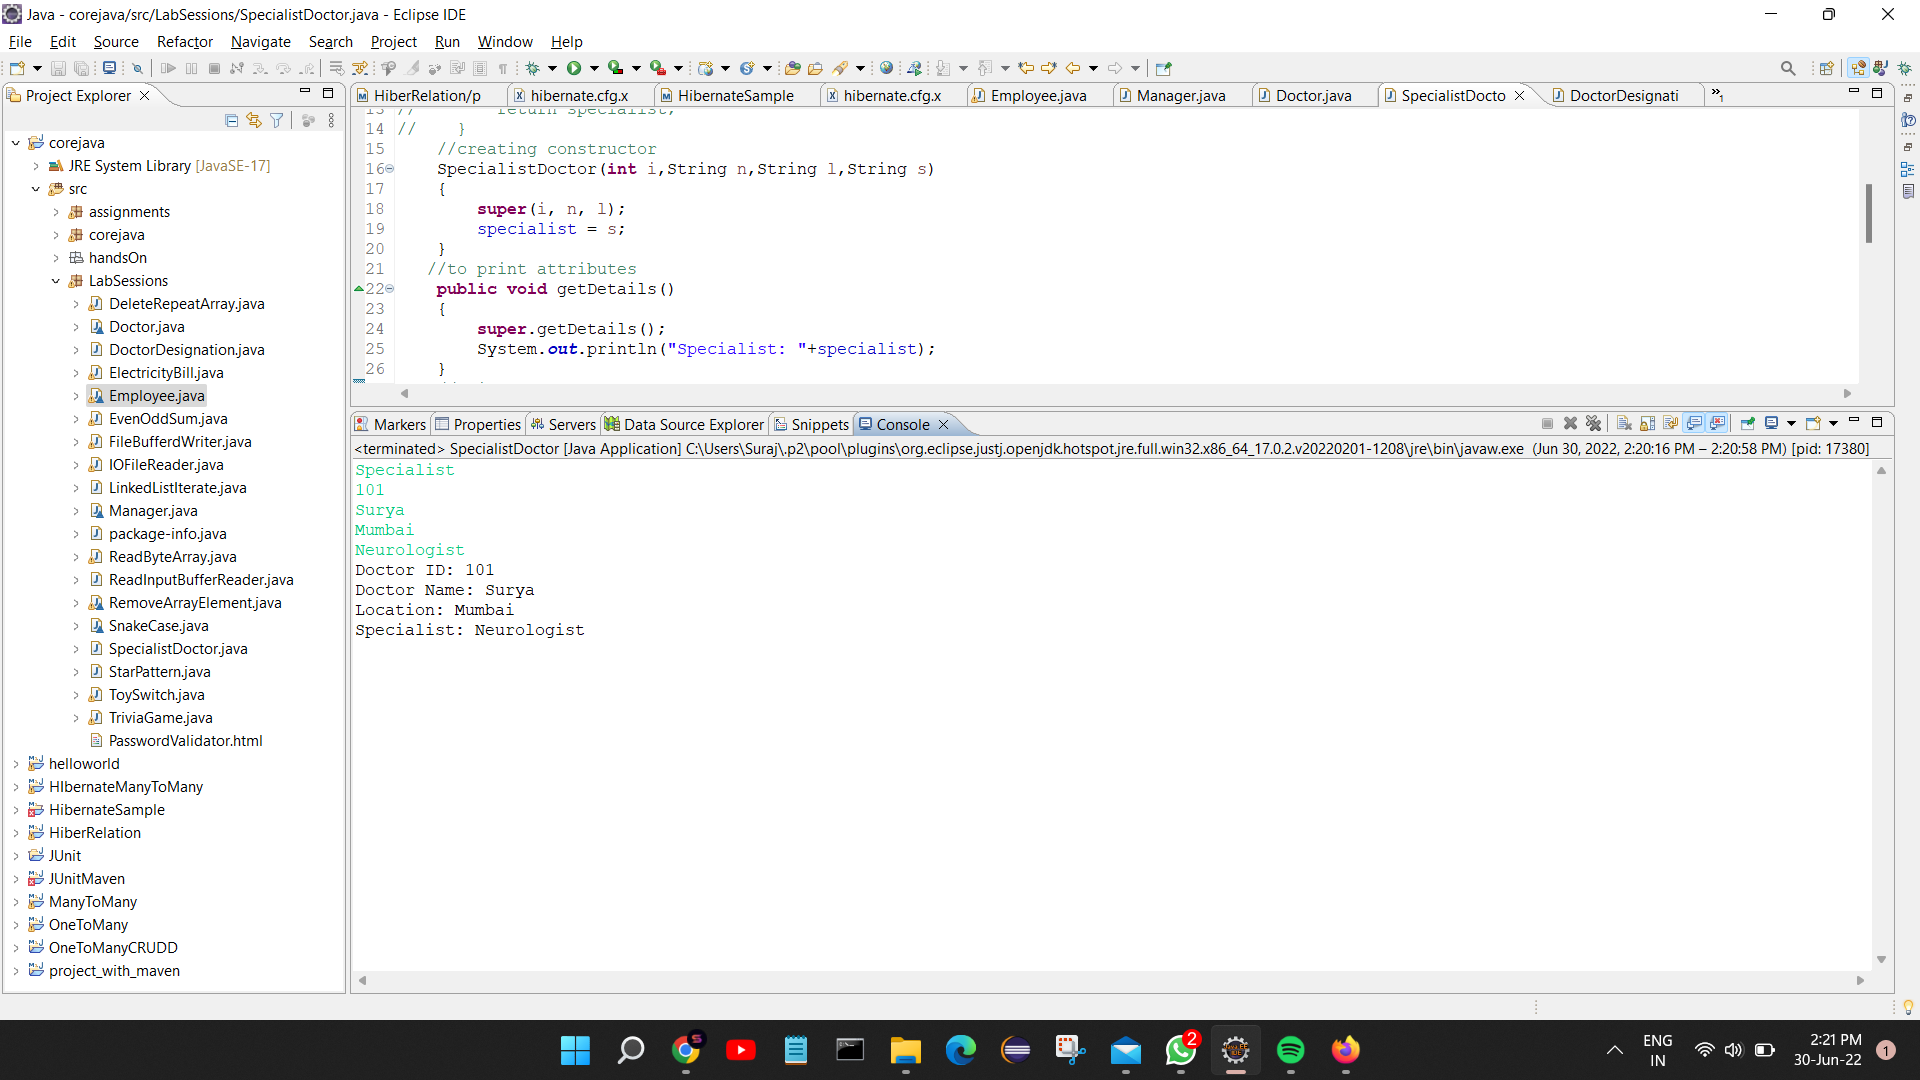 Java - corejava/src/LabSessions/SpecialistDoctor.java - Eclipse IDE
File Edit Source Refactor Navigate Search Project Run Window Help
Project Explorer
HiberRelation/p hibernate.cfg.x HibernateSample hibernate.cfg.x Employee.java Manager.java Doctor.java SpecialistDocto DoctorDesignati »1
corejava
JRE System Library [JavaSE-17]
src
assignments
corejava
handsOn
LabSessions
DeleteRepeatArray.java
Doctor.java
DoctorDesignation.java
ElectricityBill.java
Employee.java
EvenOddSum.java
FileBufferdWriter.java
IOFileReader.java
LinkedListIterate.java
Manager.java
package-info.java
ReadByteArray.java
ReadInputBufferReader.java
RemoveArrayElement.java
SnakeCase.java
SpecialistDoctor.java
StarPattern.java
ToySwitch.java
TriviaGame.java
PasswordValidator.html
helloworld
HIbernateManyToMany
HibernateSample
HiberRelation
JUnit
JUnitMaven
ManyToMany
OneToMany
OneToManyCRUDD
project_with_maven
13 // return specialist;
14 // }
15 //creating constructor
16 SpecialistDoctor(int i,String n,String l,String s)
17 {
18 super(i, n, l);
19 specialist = s;
20 }
21 //to print attributes
22 public void getDetails()
23 {
24 super.getDetails();
25 System.out.println("Specialist: "+specialist);
26 }
Markers Properties Servers Data Source Explorer Snippets Console
<terminated> SpecialistDoctor [Java Application] C:\Users\Suraj\.p2\pool\plugins\org.eclipse.justj.openjdk.hotspot.jre.full.win32.x86_64_17.0.2.v20220201-1208\jre\bin\javaw.exe (Jun 30, 2022, 2:20:16 PM – 2:20:58 PM) [pid: 17380]
Specialist
101
Surya
Mumbai
Neurologist
Doctor ID: 101
Doctor Name: Surya
Location: Mumbai
Specialist: Neurologist
2
ENG
IN
2:21 PM
30-Jun-22
1